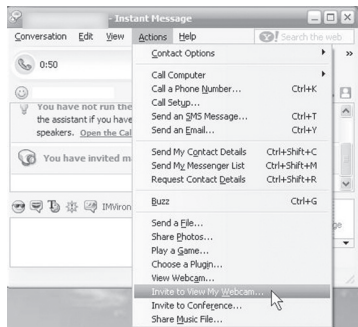 - Instant Message
Conversation Edit View Actions Help
Search the web
0:50
You have not run the
the assistant if you have
speakers. Open the Cal
You have invited m
IMViron
Contact Options
Call Computer
Call a Phone Number... Ctrl+K
Call Setup...
Send an SMS Message... Ctrl+T
Send an Email... Ctrl+Y
Send My Contact Details Ctrl+Shift+C
Send My Messenger List Ctrl+Shift+M
Request Contact Details Ctrl+Shift+R
Buzz Ctrl+G
Send a File...
Share Photos...
Play a Game...
Choose a Plugin...
View Webcam...
Invite to View My Webcam...
Invite to Conference...
Share Music File...